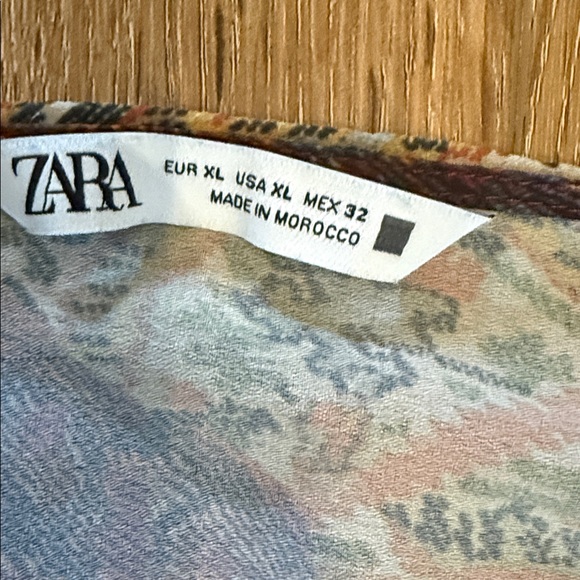 ZARA
EUR XL USA XL MEX 32
MADE IN MOROCCO